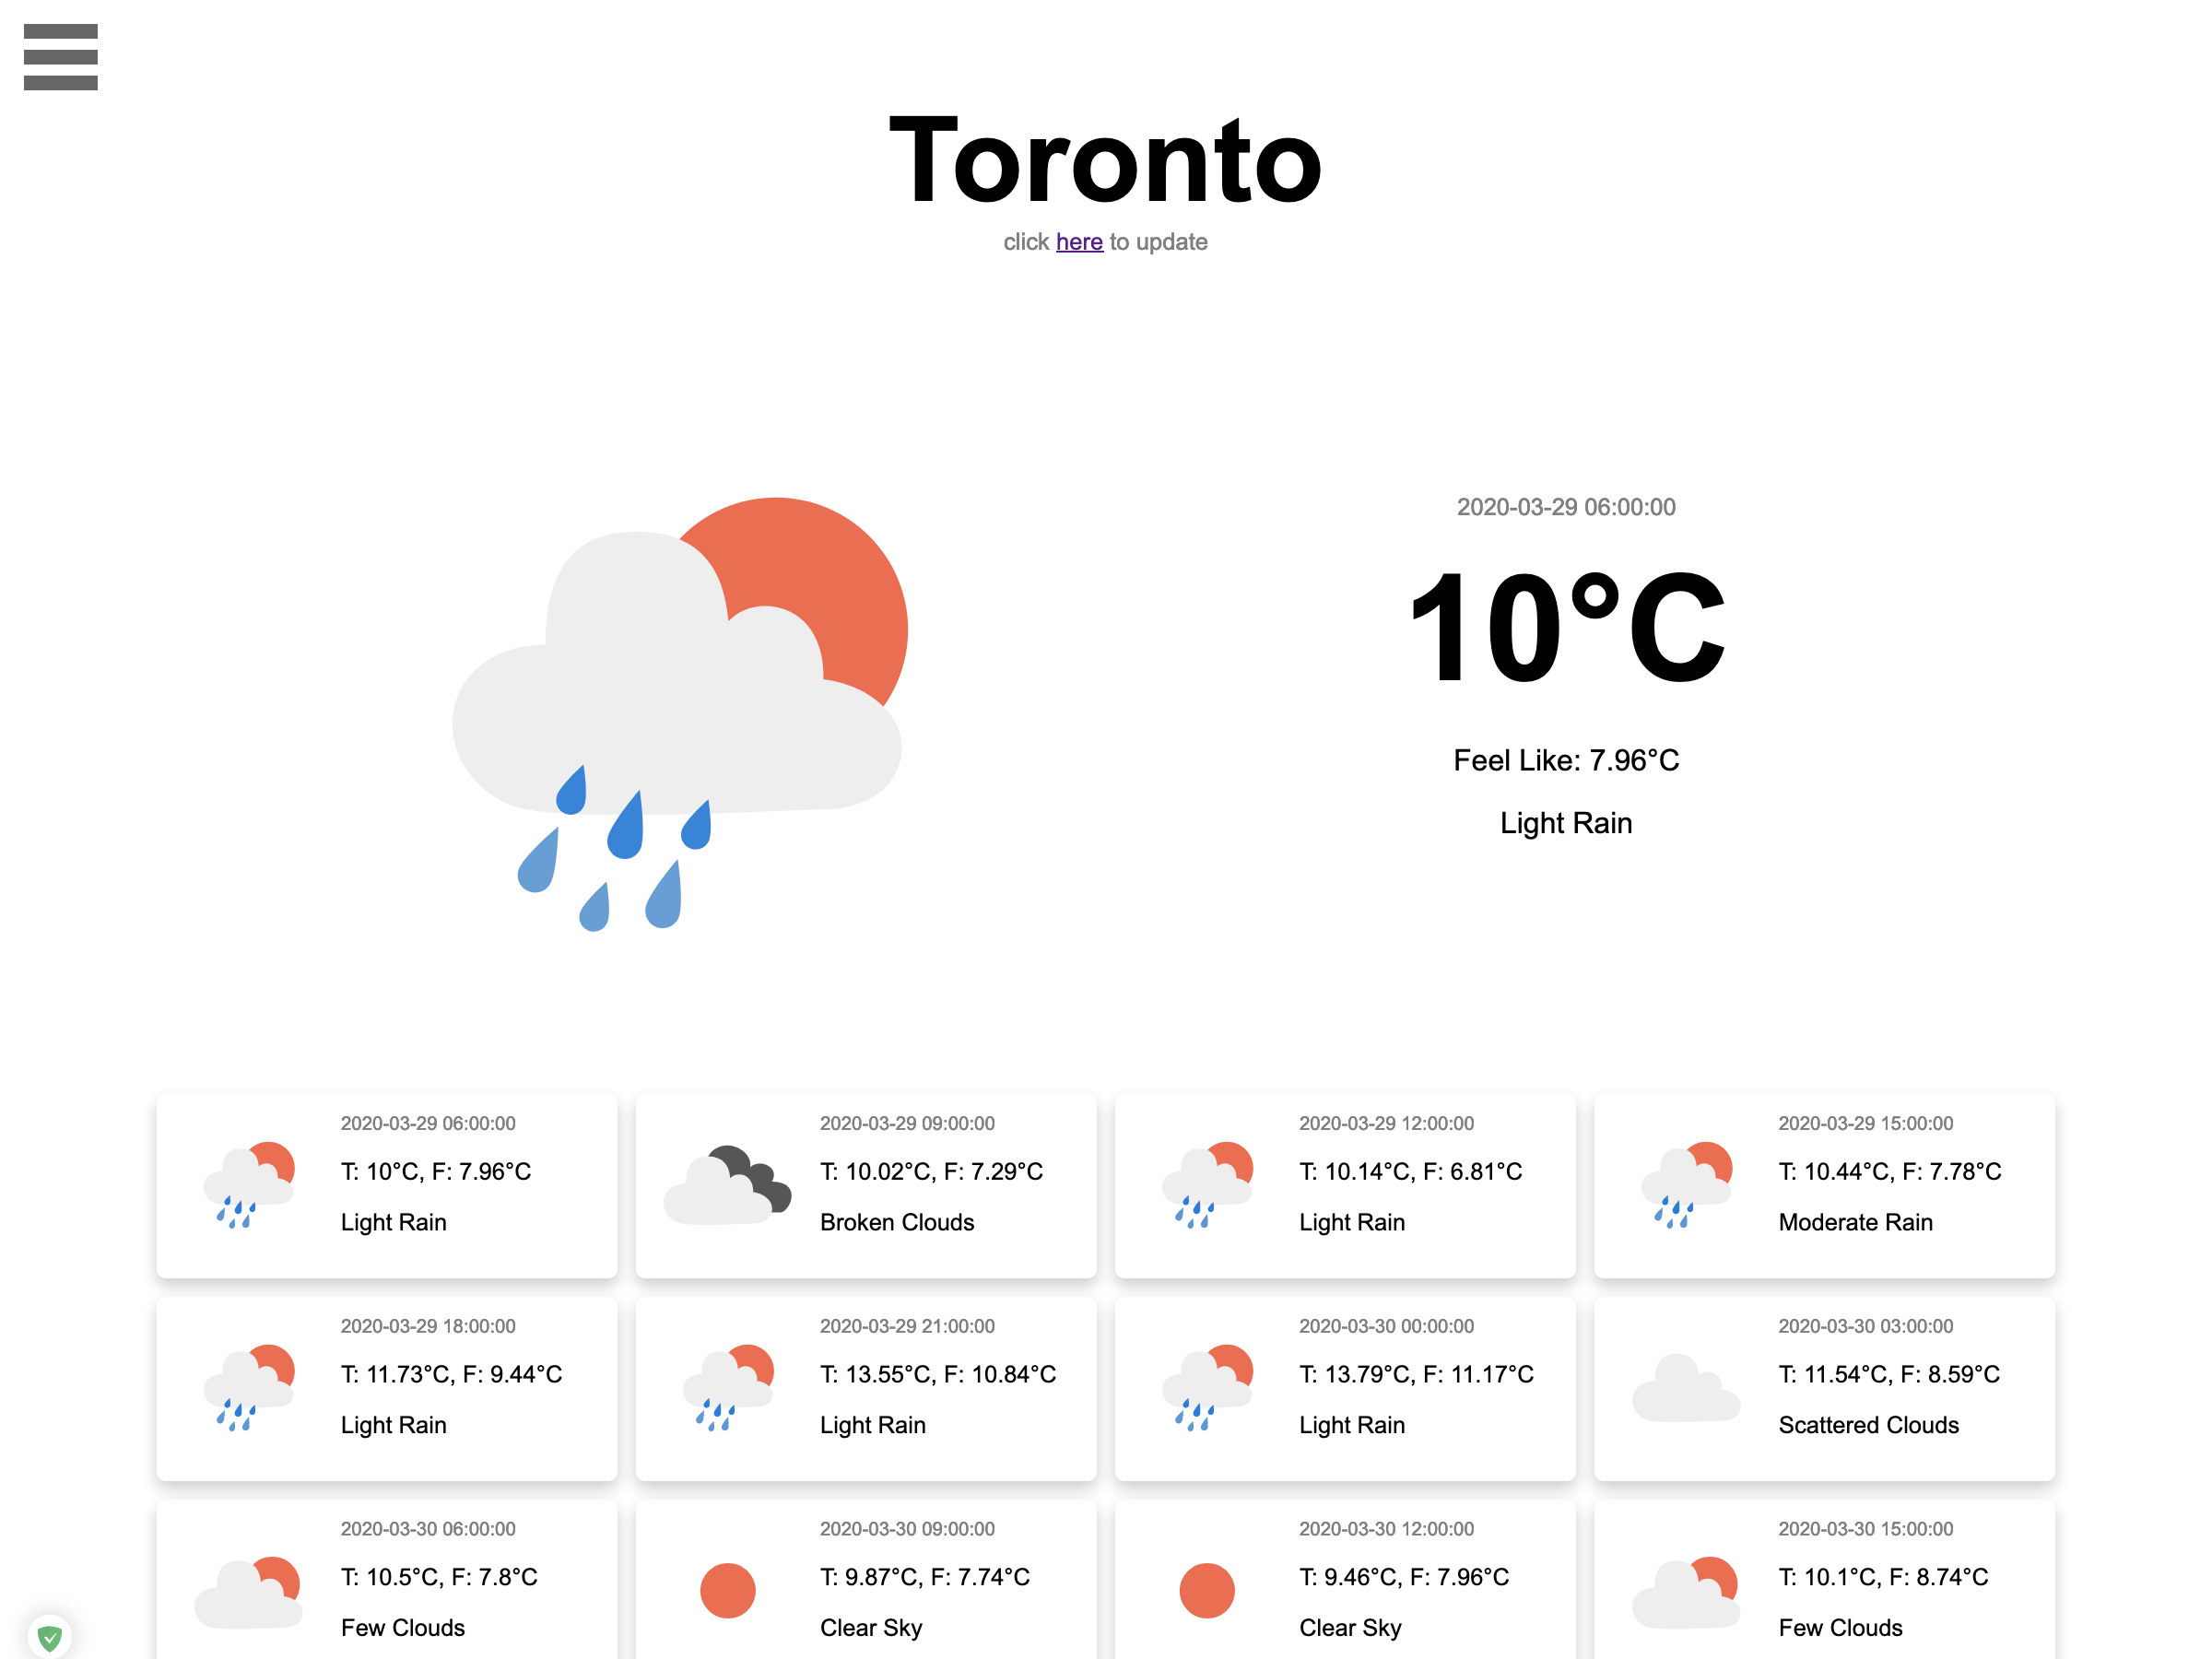 Toronto
click here to update
2020-03-29 06:00:00
10°C
Feel Like: 7.96°C
Light Rain
2020-03-29 06:00:00
T: 10°C, F: 7.96°C
Light Rain
2020-03-29 09:00:00
T: 10.02°C, F: 7.29°C
Broken Clouds
2020-03-29 12:00:00
T: 10.14°C, F: 6.81°C
Light Rain
2020-03-29 15:00:00
T: 10.44°C, F: 7.78°C
Moderate Rain
2020-03-29 18:00:00
T: 11.73°C, F: 9.44°C
Light Rain
2020-03-29 21:00:00
T: 13.55°C, F: 10.84°C
Light Rain
2020-03-30 00:00:00
T: 13.79°C, F: 11.17°C
Light Rain
2020-03-30 03:00:00
T: 11.54°C, F: 8.59°C
Scattered Clouds
2020-03-30 06:00:00
T: 10.5°C, F: 7.8°C
Few Clouds
2020-03-30 09:00:00
T: 9.87°C, F: 7.74°C
Clear Sky
2020-03-30 12:00:00
T: 9.46°C, F: 7.96°C
Clear Sky
2020-03-30 15:00:00
T: 10.1°C, F: 8.74°C
Few Clouds